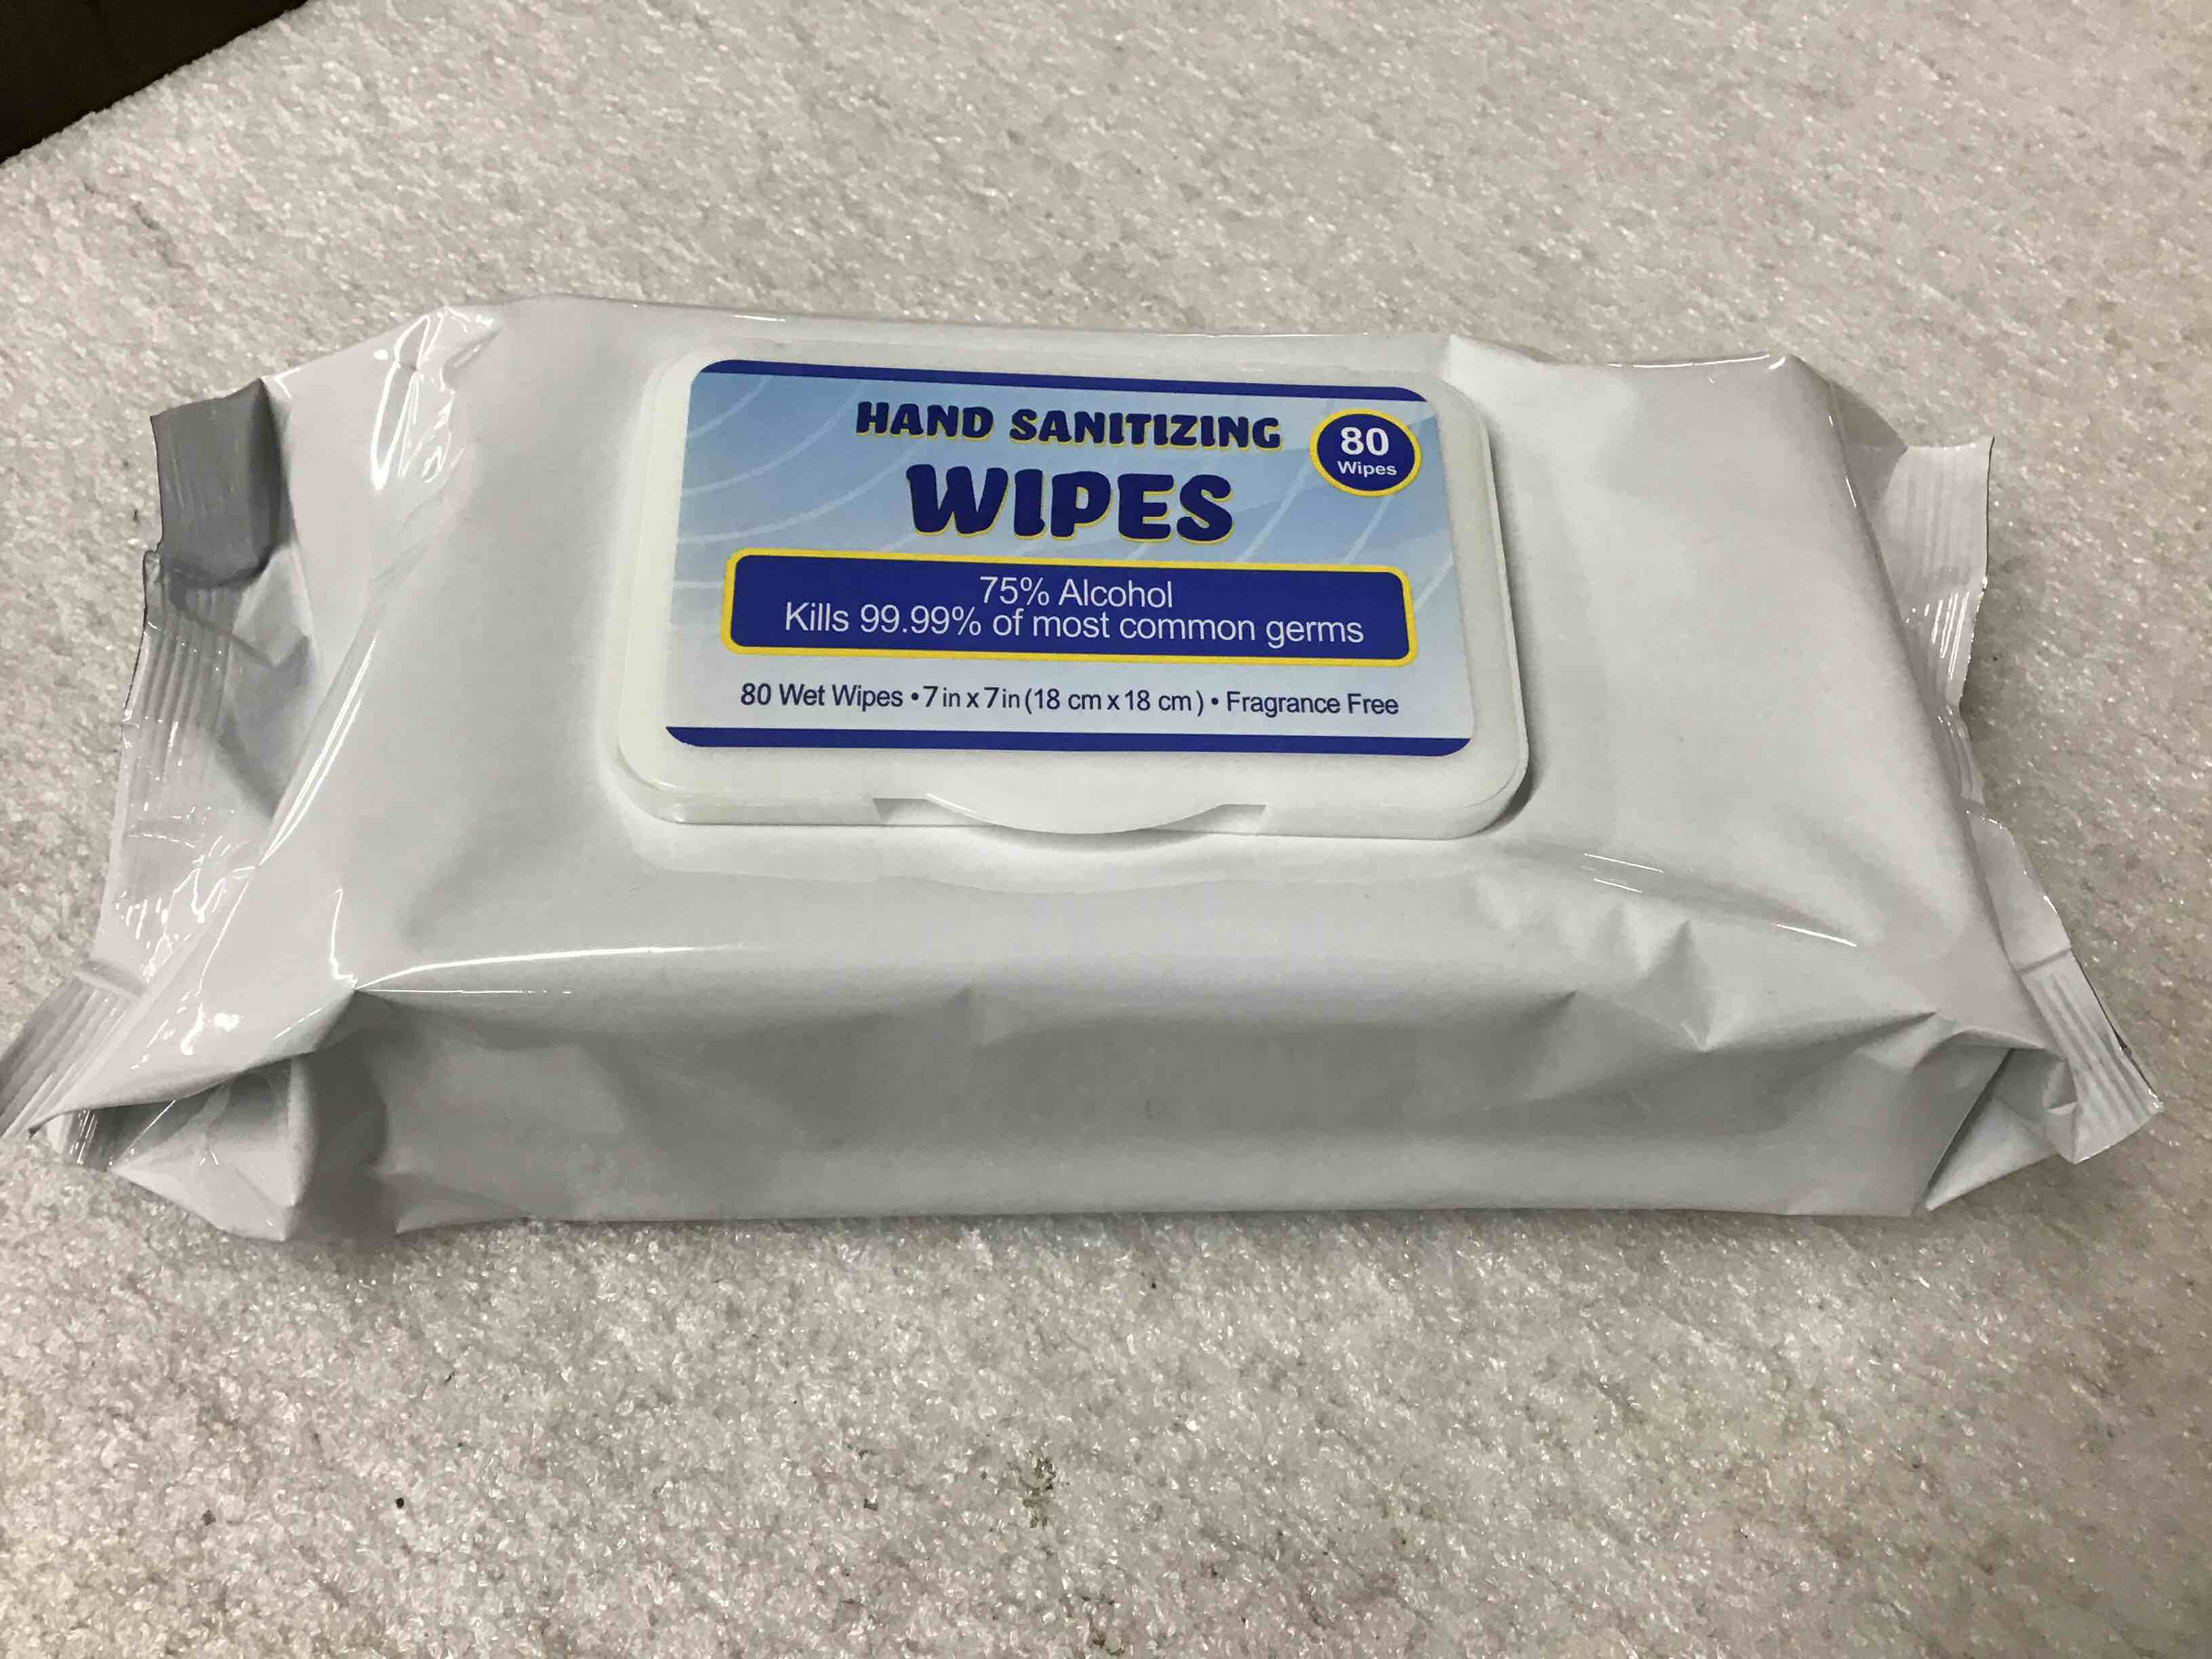 HAND SANITIZING
WIPES
80
Wipes
75% Alcohol
Kills 99.99% of most common germs
80 Wet Wipes • 7 in x 7 in (18 cm x 18 cm) • Fragrance Free